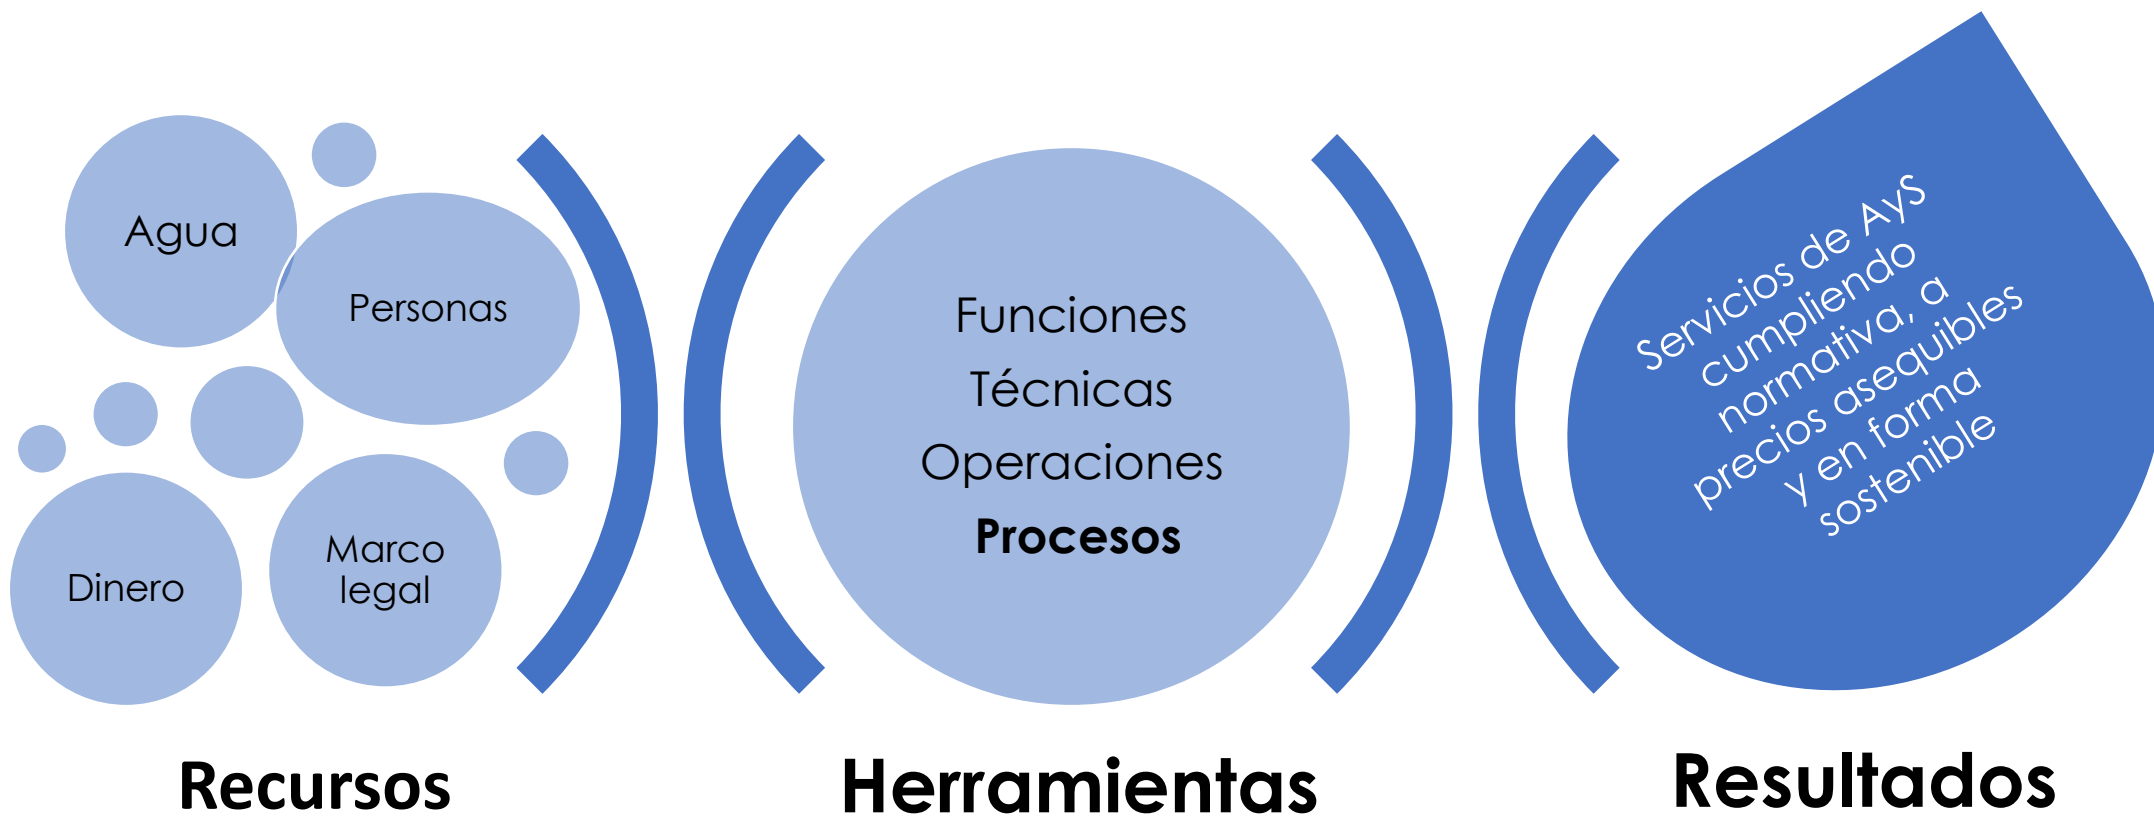 Agua
Personas
Dinero
Marco
legal
Recursos
Funciones
Técnicas
Operaciones
Procesos
Herramientas
Servicios de AyS
cumpliendo
normativa, a
precios asequibles
y en forma
sostenible
Resultados